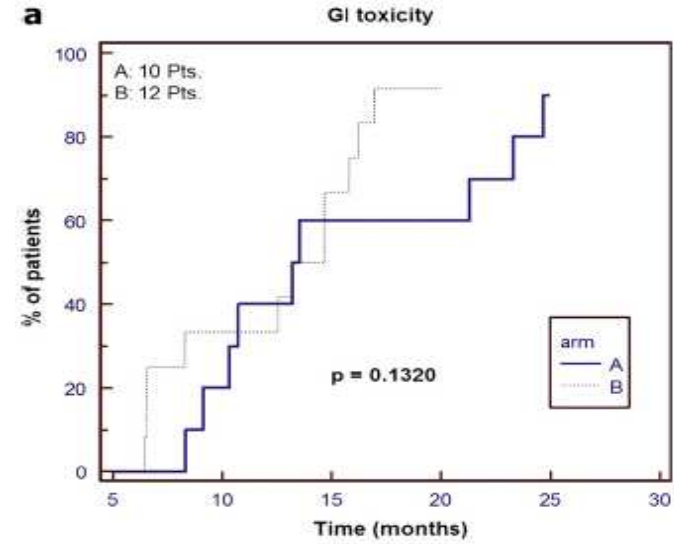 a
GI toxicity
A: 10 Pts.
B: 12 Pts.
100
80
60
40
20
0
% of patients
p = 0.1320
arm
A
B
5 10 15 20 25 30
Time (months)